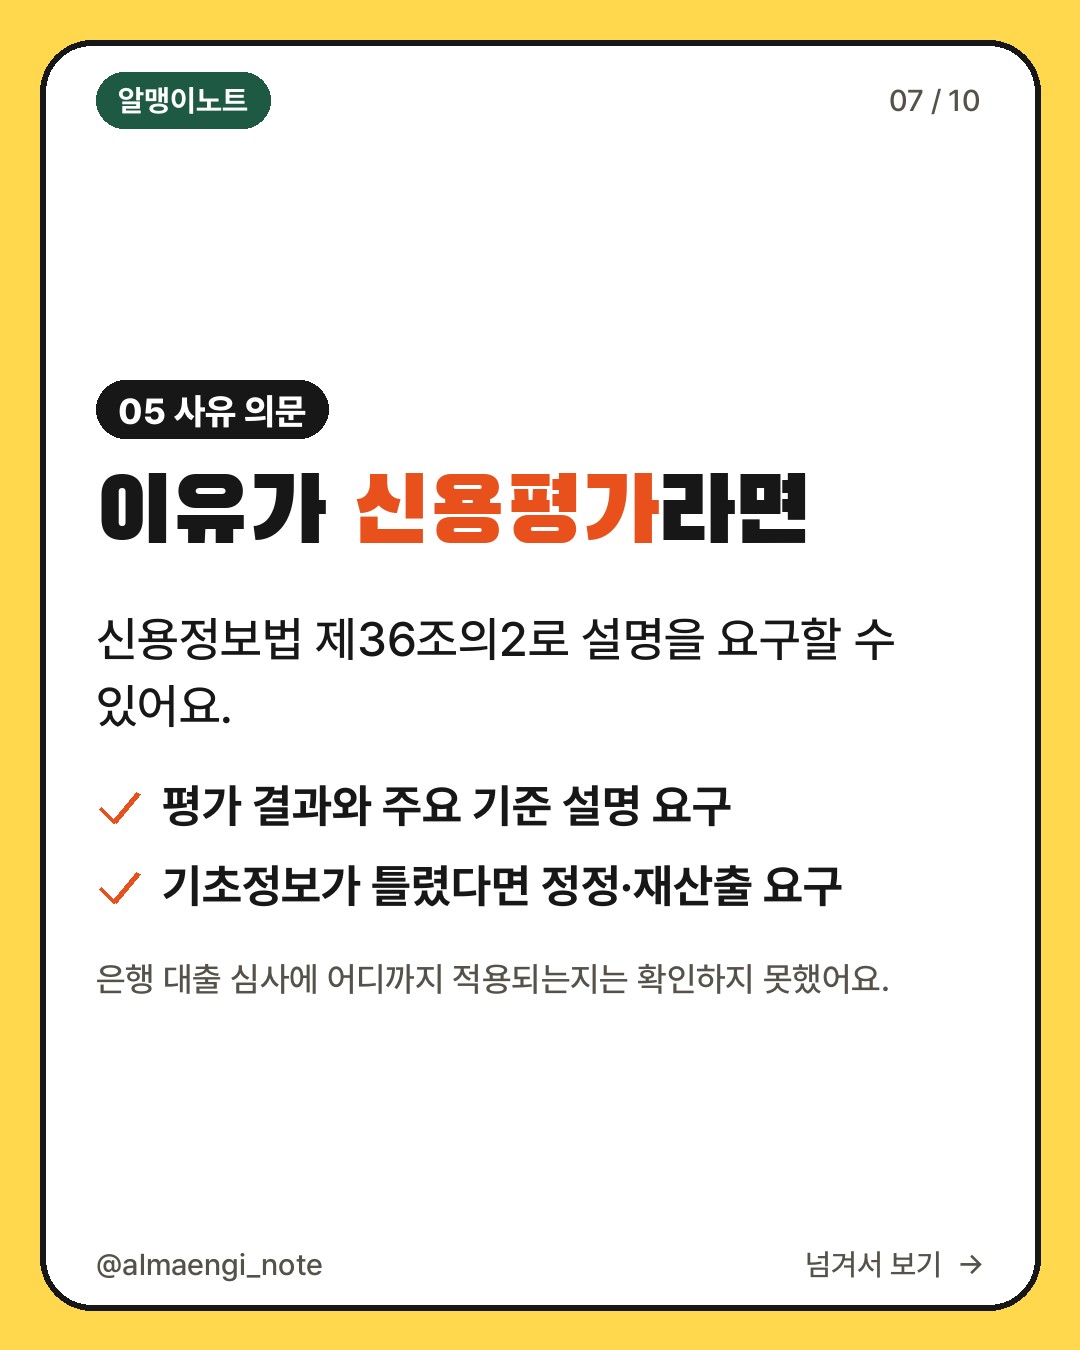 알맹이노트
07 / 10
05 사유 의문
이유가 신용평가라면
신용정보법 제36조의2로 설명을 요구할 수
있어요.
평가 결과와 주요 기준 설명 요구
기초정보가 틀렸다면 정정·재산출 요구
은행 대출 심사에 어디까지 적용되는지는 확인하지 못했어요.
@almaengi_note
넘겨서 보기 →